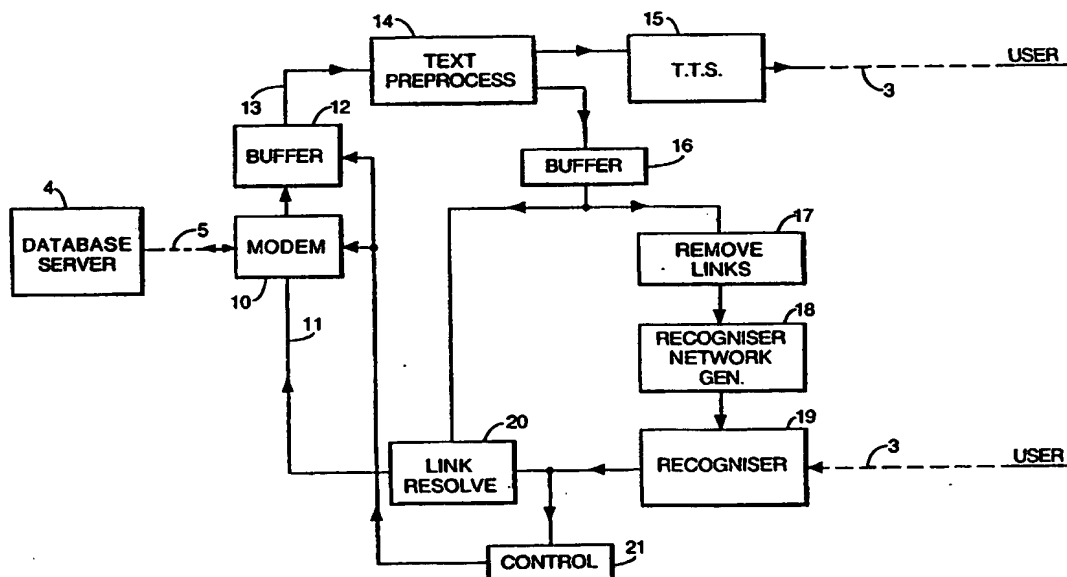 14
TEXT
PREPROCESS
15
T.T.S.
USER
3
13
12
BUFFER
BUFFER
16
4
DATABASE
SERVER
5
MODEM
10
11
17
REMOVE
LINKS
18
RECOGNISER
NETWORK
GEN.
19
RECOGNISER
3
USER
20
LINK
RESOLVE
CONTROL
21